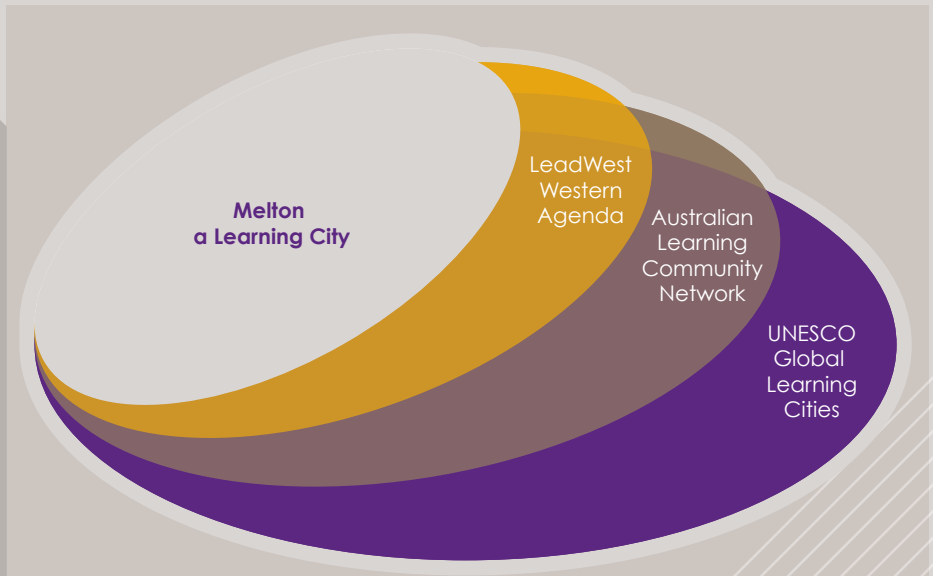 Melton
a Learning City
LeadWest
Western
Agenda
Australian
Learning
Community
Network
UNESCO
Global
Learning
Cities